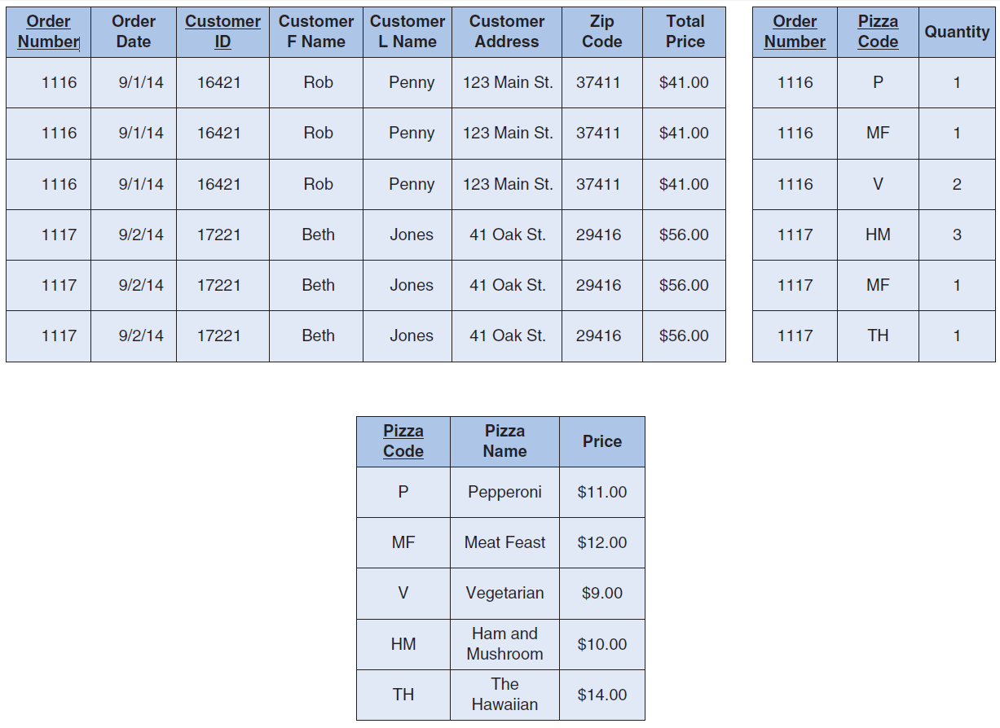 Order Number Order Date Customer ID Customer F Name Customer L Name Customer Address Zip Code Total Price
1116 9/1/14 16421 Rob Penny 123 Main St. 37411 $41.00
1116 9/1/14 16421 Rob Penny 123 Main St. 37411 $41.00
1116 9/1/14 16421 Rob Penny 123 Main St. 37411 $41.00
1117 9/2/14 17221 Beth Jones 41 Oak St. 29416 $56.00
1117 9/2/14 17221 Beth Jones 41 Oak St. 29416 $56.00
1117 9/2/14 17221 Beth Jones 41 Oak St. 29416 $56.00
Order Number Pizza Code Quantity
1116 P 1
1116 MF 1
1116 V 2
1117 HM 3
1117 MF 1
1117 TH 1
Pizza Code Pizza Name Price
P Pepperoni $11.00
MF Meat Feast $12.00
V Vegetarian $9.00
HM Ham and Mushroom $10.00
TH The Hawaiian $14.00